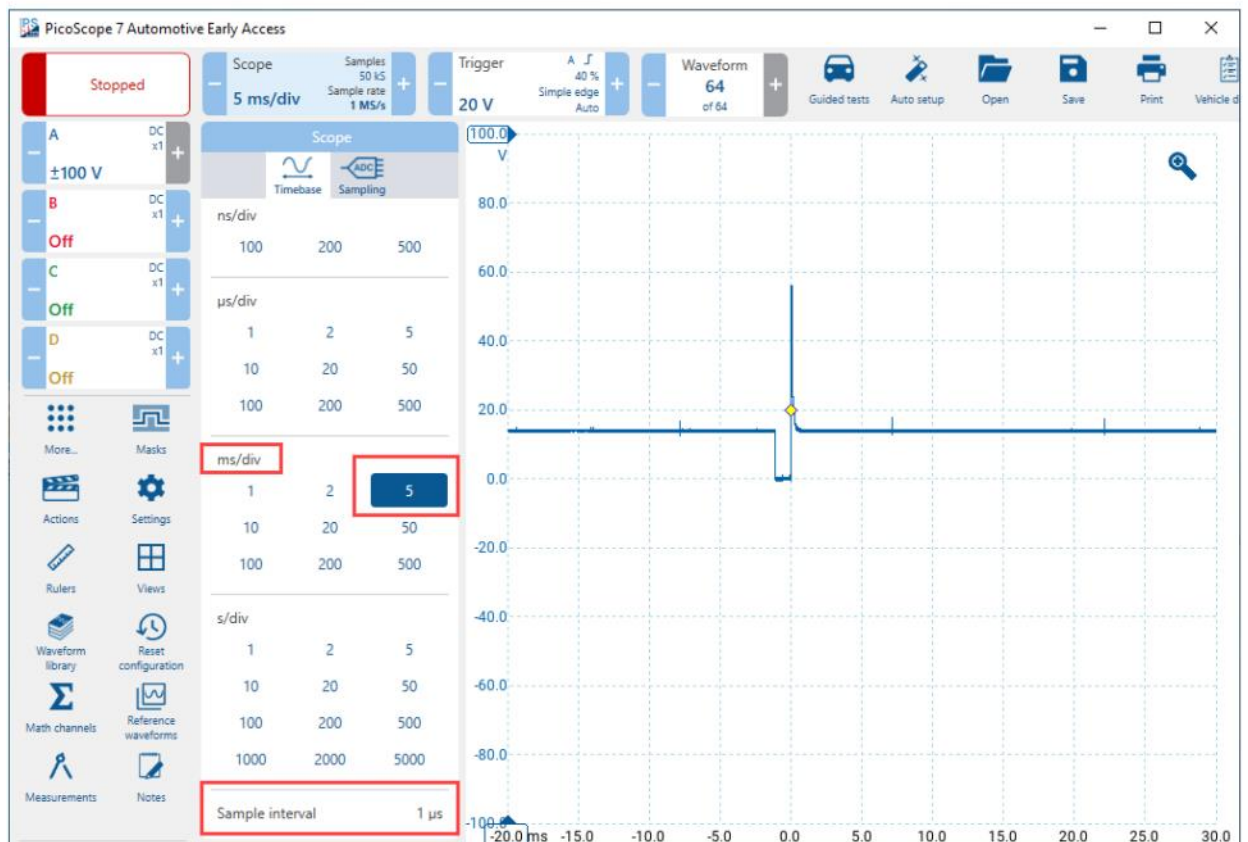 PicoScope 7 Automotive Early Access
Stopped
Scope
5 ms/div
Samples
50 kS
Sample rate
1 MS/s
Trigger
20 V
A
40 %
Simple edge
Auto
Waveform
64
of 64
Guided tests
Auto setup
Open
Save
Print
Vehicle d
A
DC
x1
±100 V
B
DC
x1
Off
C
DC
x1
Off
D
DC
x1
Off
More...
Masks
Actions
Settings
Rulers
Views
Waveform
library
Reset
configuration
Math channels
Reference
waveforms
Measurements
Notes
Scope
Timebase
ADC
Sampling
ns/div
100 200 500
µs/div
1 2 5
10 20 50
100 200 500
ms/div
1 2 5
10 20 50
100 200 500
s/div
1 2 5
10 20 50
100 200 500
1000 2000 5000
Sample interval 1 µs
100.0
V
80.0
60.0
40.0
20.0
0.0
-20.0
-40.0
-60.0
-80.0
-100.0
-20.0 ms -15.0 -10.0 -5.0 0.0 5.0 10.0 15.0 20.0 25.0 30.0